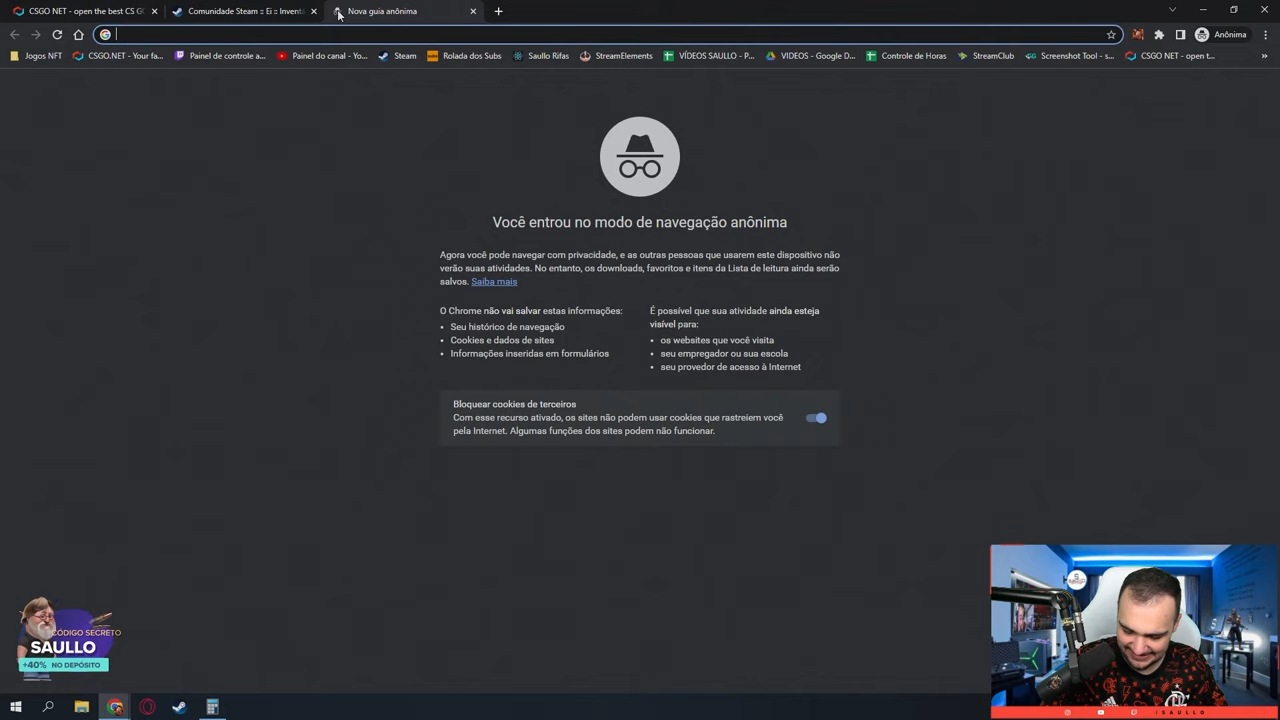 CSGO.NET - open the best CS G
Comunidade Steam :: Ei :: Inventá
Nova guia anônima
Anônima
Jogos NFT
CSGO.NET - Your fa...
Painel de controle a...
Painel do canal - Yo...
Steam
Rolada dos Subs
Saullo Rifas
StreamElements
VÍDEOS SAULLO - P...
VIDEOS - Google D...
Controle de Horas
StreamClub
Screenshot Tool - s...
CSGO NET - open t...
Você entrou no modo de navegação anônima
Agora você pode navegar com privacidade, e as outras pessoas que usarem este dispositivo não
verão suas atividades. No entanto, os downloads, favoritos e itens da Lista de leitura ainda serão
salvos. Saiba mais
O Chrome não vai salvar estas informações:
Seu histórico de navegação
Cookies e dados de sites
Informações inseridas em formulários
É possível que sua atividade ainda esteja
visível para:
os websites que você visita
seu empregador ou sua escola
seu provedor de acesso à Internet
Bloquear cookies de terceiros
Com esse recurso ativado, os sites não podem usar cookies que rastreiem você
pela Internet. Algumas funções dos sites podem não funcionar.
CÓDIGO SECRETO
SAULLO
+40% NO DEPÓSITO
SAULLO